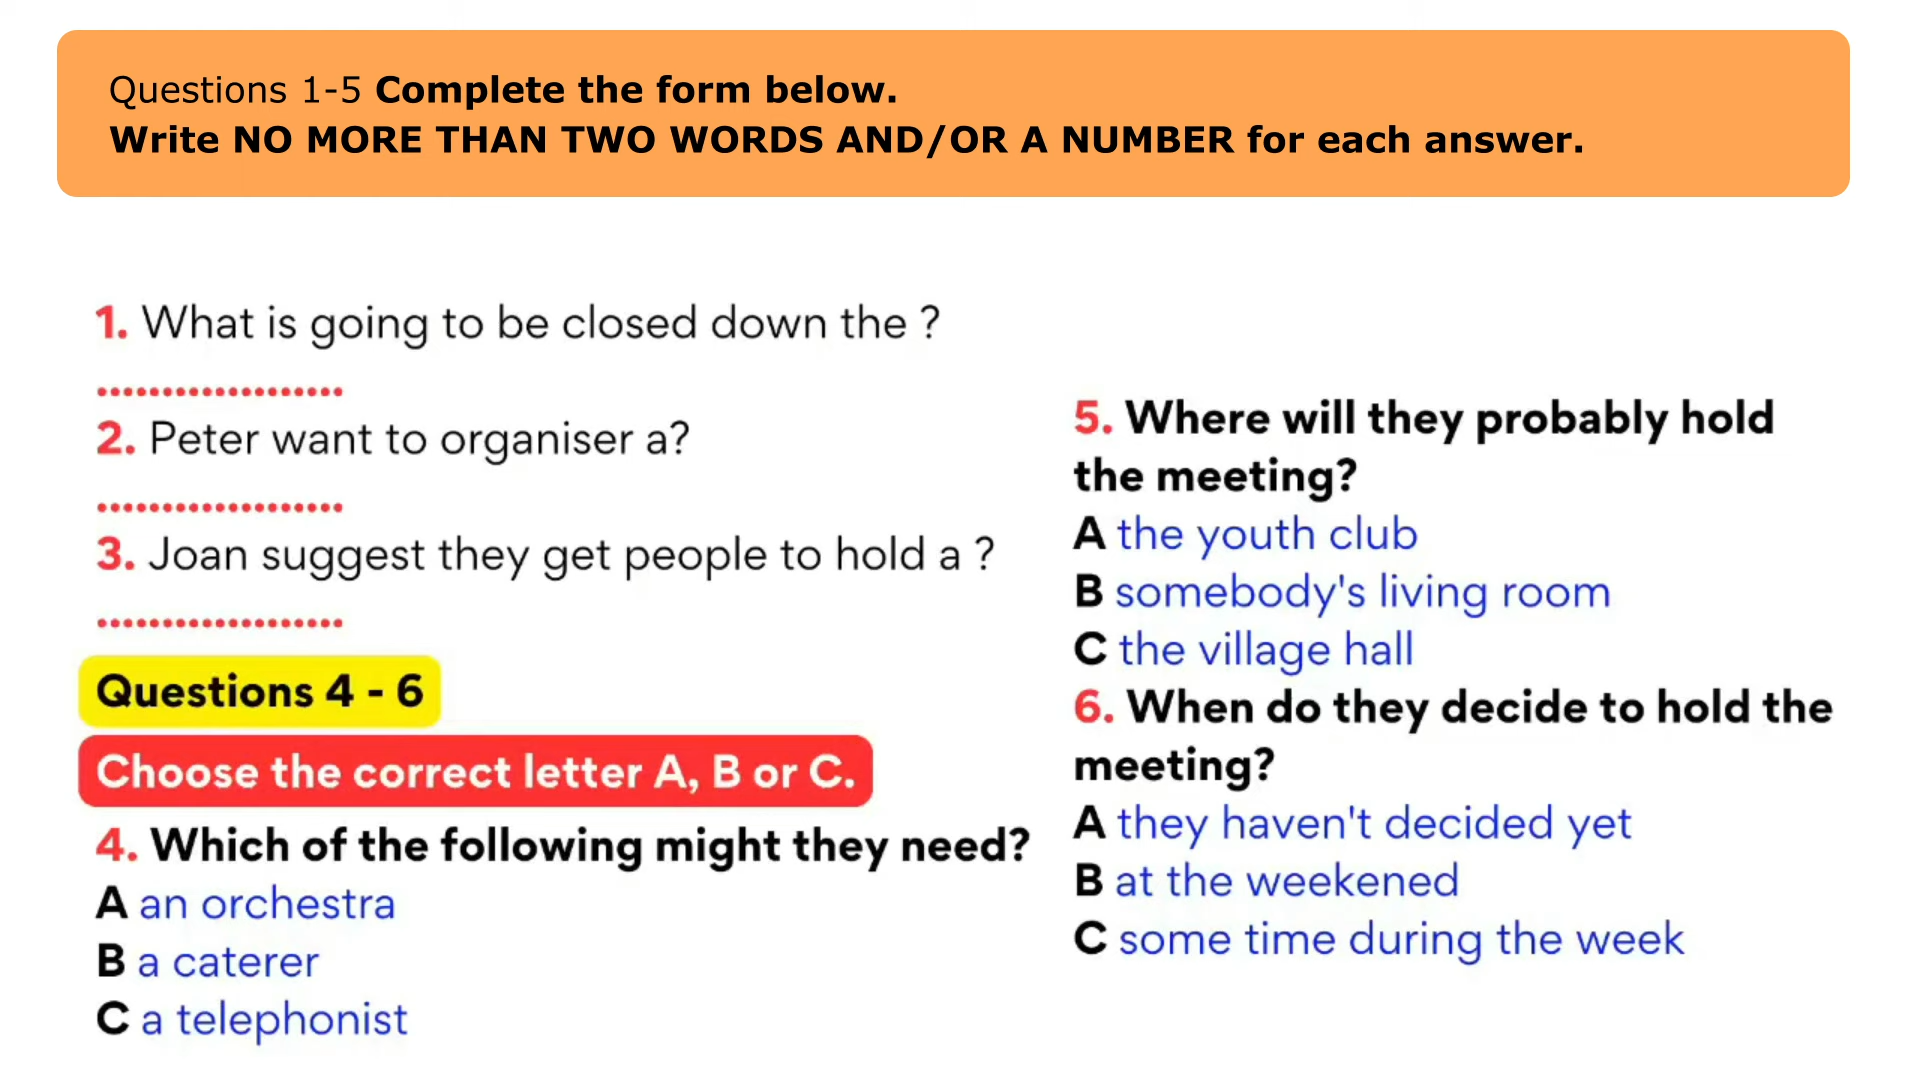 Questions 1-5 Complete the form below.
Write NO MORE THAN TWO WORDS AND/OR A NUMBER for each answer.
1. What is going to be closed down the ?
...................
2. Peter want to organiser a?
...................
3. Joan suggest they get people to hold a ?
...................
Questions 4 - 6
Choose the correct letter A, B or C.
4. Which of the following might they need?
A an orchestra
B a caterer
C a telephonist
5. Where will they probably hold
the meeting?
A the youth club
B somebody's living room
C the village hall
6. When do they decide to hold the
meeting?
A they haven't decided yet
B at the weekened
C some time during the week